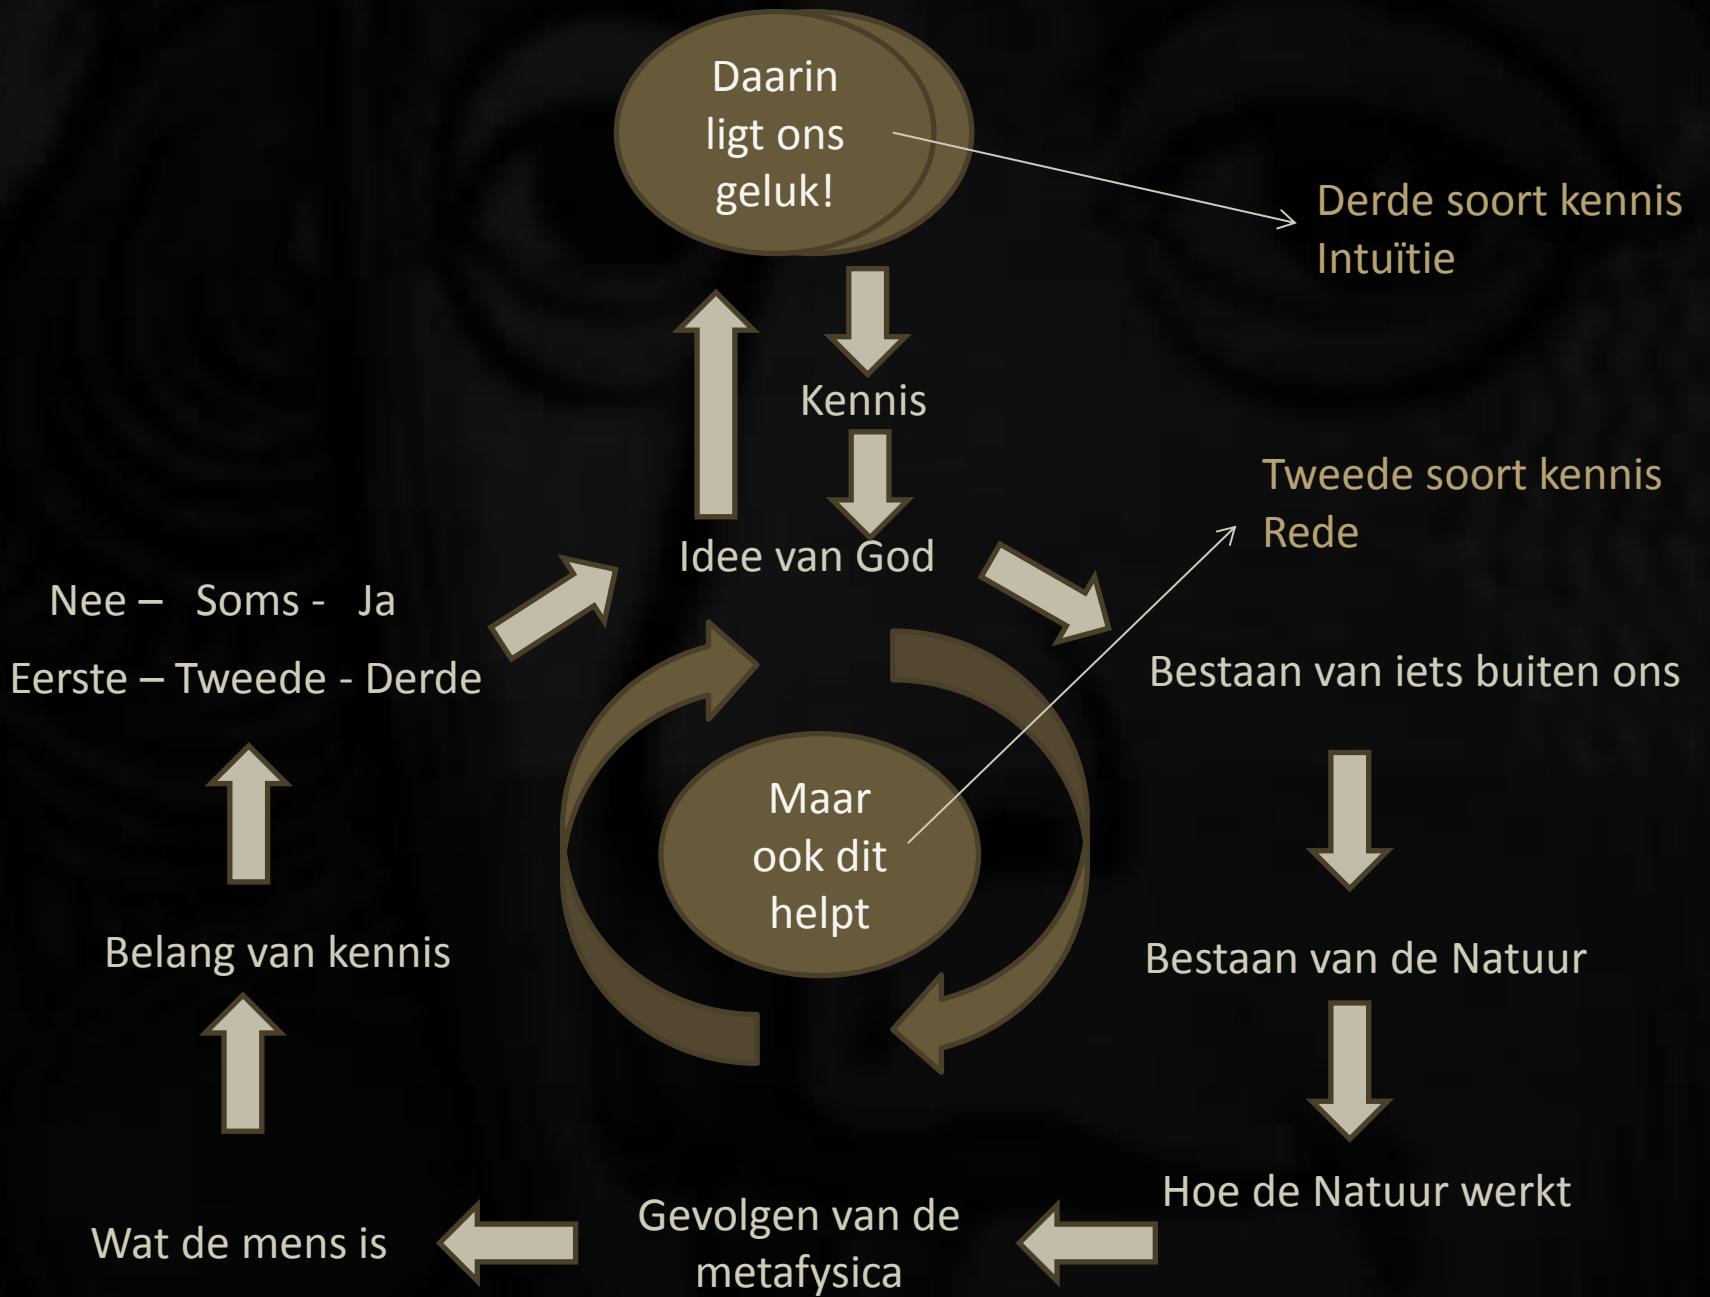 Daarin
ligt ons
geluk!
Derde soort kennis
Intuïtie
Kennis
Tweede soort kennis
Rede
Idee van God
Nee – Soms - Ja
Eerste – Tweede - Derde
Bestaan van iets buiten ons
Maar
ook dit
helpt
Belang van kennis
Bestaan van de Natuur
Hoe de Natuur werkt
Gevolgen van de
metafysica
Wat de mens is